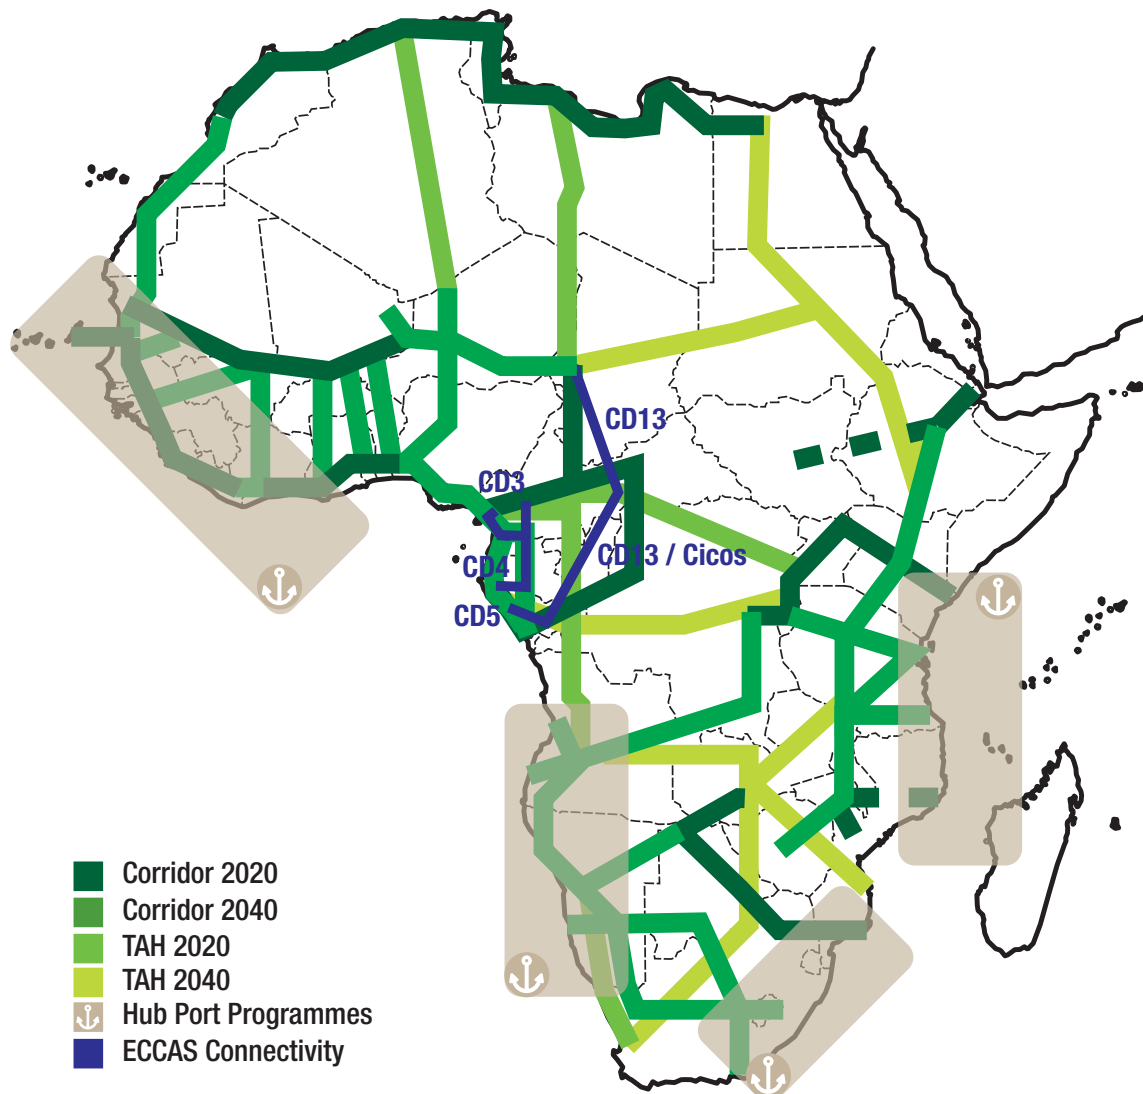 CD13
CD3
CD13 / Cicos
CD4
CD5
Corridor 2020
Corridor 2040
TAH 2020
TAH 2040
Hub Port Programmes
ECCAS Connectivity